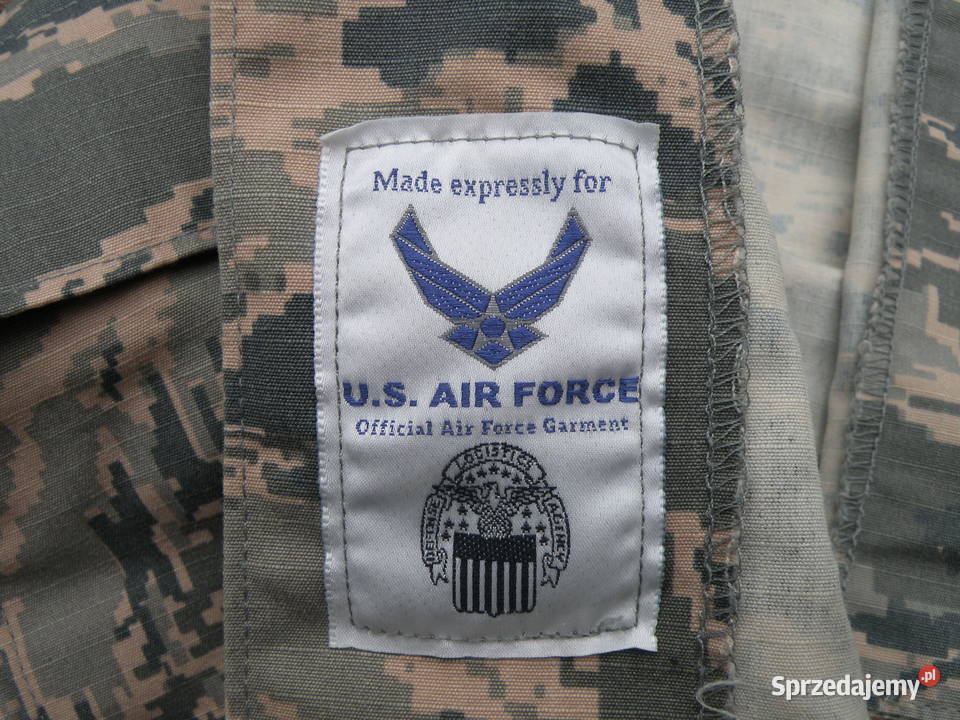 Made expressly for
U.S. AIR FORCE
Official Air Force Garment
LOGISTICS
DEFENSE
AGENCY
Sprzedajemy.pl